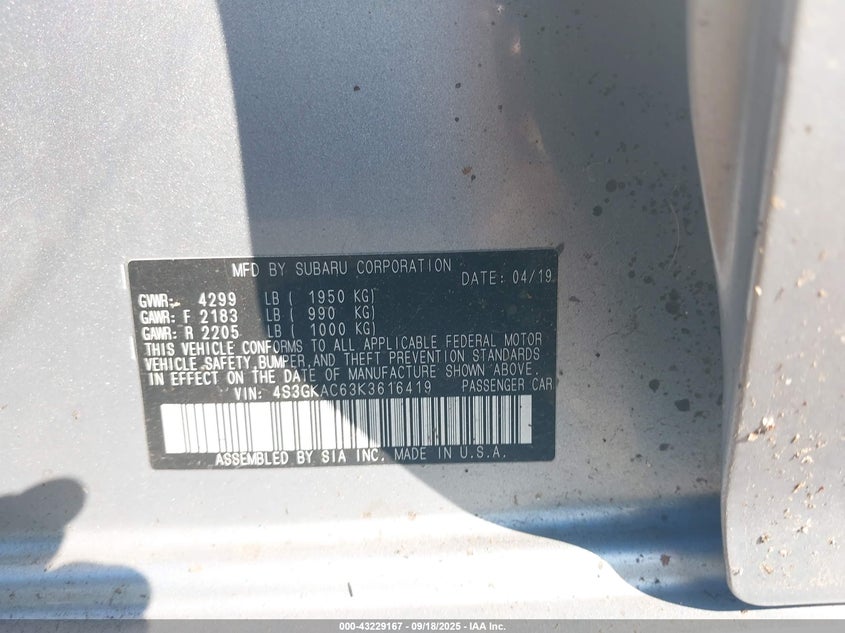 MFD BY SUBARU CORPORATION DATE: 04/19
GVWR: 4299 LB ( 1950 KG)
GAWR: F 2183 LB ( 990 KG)
GAWR: R 2205 LB ( 1000 KG)
THIS VEHICLE CONFORMS TO ALL APPLICABLE FEDERAL MOTOR
VEHICLE SAFETY, BUMPER, AND THEFT PREVENTION STANDARDS
IN EFFECT ON THE DATE OF MANUFACTURE SHOWN ABOVE.
VIN: 4S3GKAC63K3616419 PASSENGER CAR
ASSEMBLED BY SIA INC. MADE IN U.S.A.
000-43229167 - 09/18/2025 - IAA Inc.